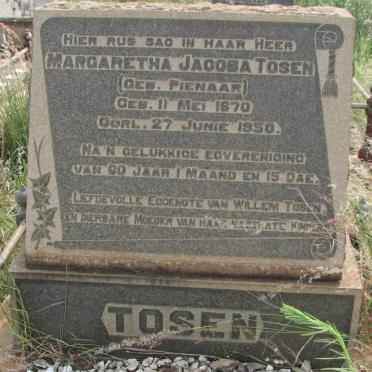 HIER RUS SAG IN HAAR HEER
MARGARETHA JACOBA TOSEN
(GEB. PIENAAR)
GEB. 11 MEI 1870
OORL. 27 JUNIE 1950.
NA'N GELUKKIGE EGVERENIGING
VAN 60 JAAR 1 MAAND EN 15 DAE.
LIEFDEVOLLE EGGENOTE VAN WILLEM TOSEN
EN DIERBARE MOEDER VAN HAAR
TOSEN